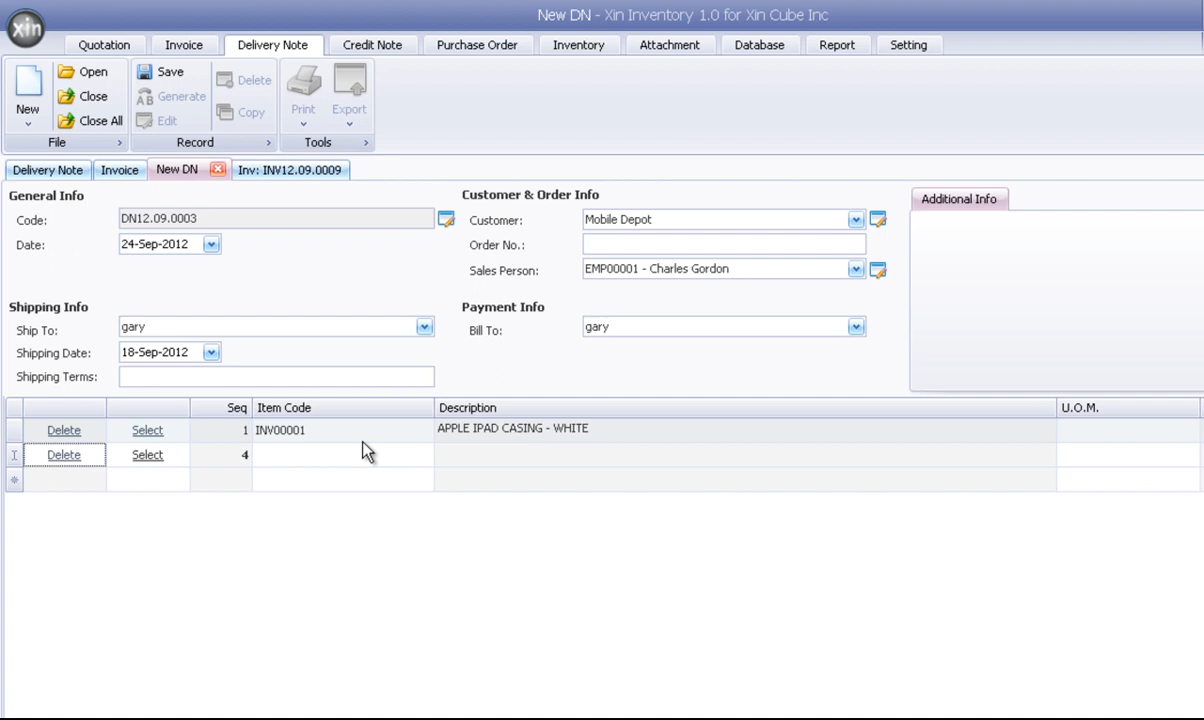 New DN - Xin Inventory 1.0 for Xin Cube Inc
xin
Quotation Invoice Delivery Note Credit Note Purchase Order Inventory Attachment Database Report Setting
New
Open
Close
Close All
File
Save
Generate
Edit
Delete
Copy
Record
Print
Export
Tools
Delivery Note Invoice New DN Inv: INV12.09.0009
General Info
Code: DN12.09.0003
Date: 24-Sep-2012
Customer & Order Info
Customer: Mobile Depot
Order No.:
Sales Person: EMP00001 - Charles Gordon
Additional Info
Shipping Info
Ship To: gary
Shipping Date: 18-Sep-2012
Shipping Terms:
Payment Info
Bill To: gary
Seq Item Code Description U.O.M.
Delete Select 1 INV00001 APPLE IPAD CASING - WHITE
Delete Select 4